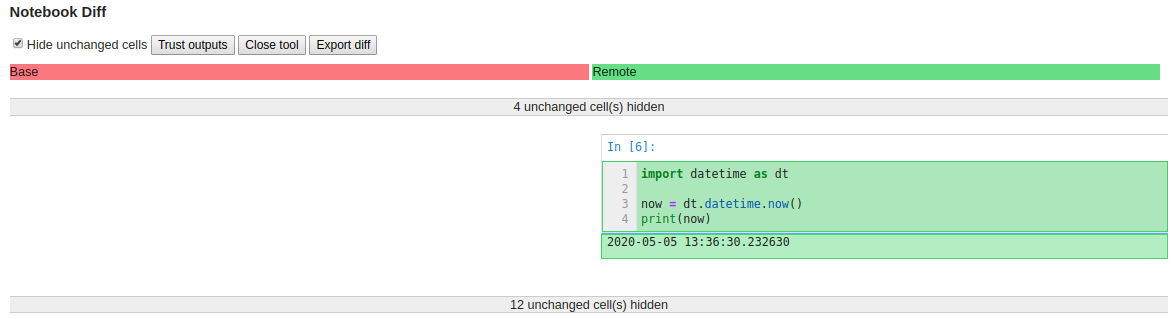 Notebook Diff
Hide unchanged cells Trust outputs Close tool Export diff
Base Remote
4 unchanged cell(s) hidden
In [6]:
1 import datetime as dt
2
3 now = dt.datetime.now()
4 print(now)
2020-05-05 13:36:30.232630
12 unchanged cell(s) hidden